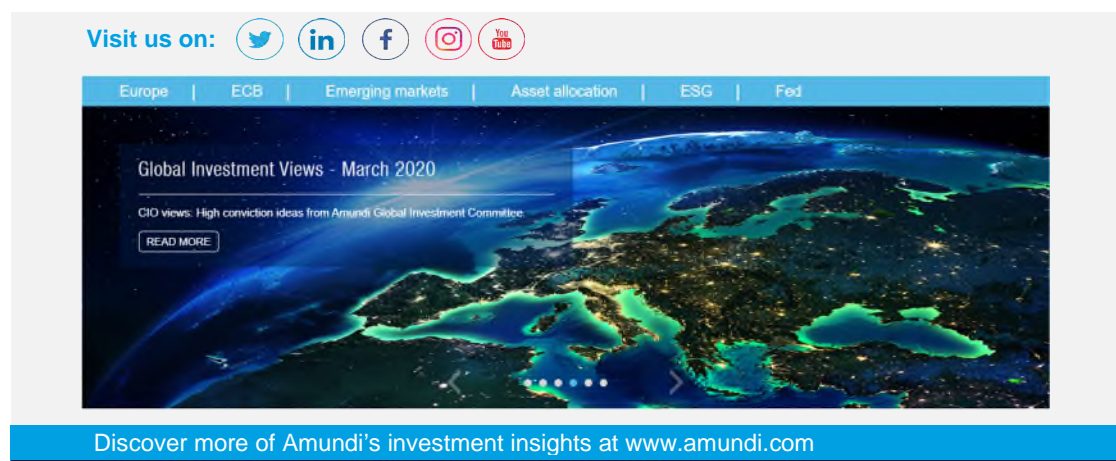 Visit us on:
You
Tube
Europe | ECB | Emerging markets | Asset allocation | ESG | Fed
Global Investment Views - March 2020
CIO views: High conviction ideas from Amundi Global Investment Committee.
READ MORE
Discover more of Amundi's investment insights at www.amundi.com